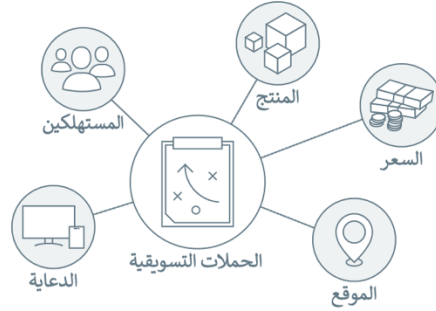 المنتج
المستهلكين
السعر
الحملات التسويقية
الدعاية
الموقع